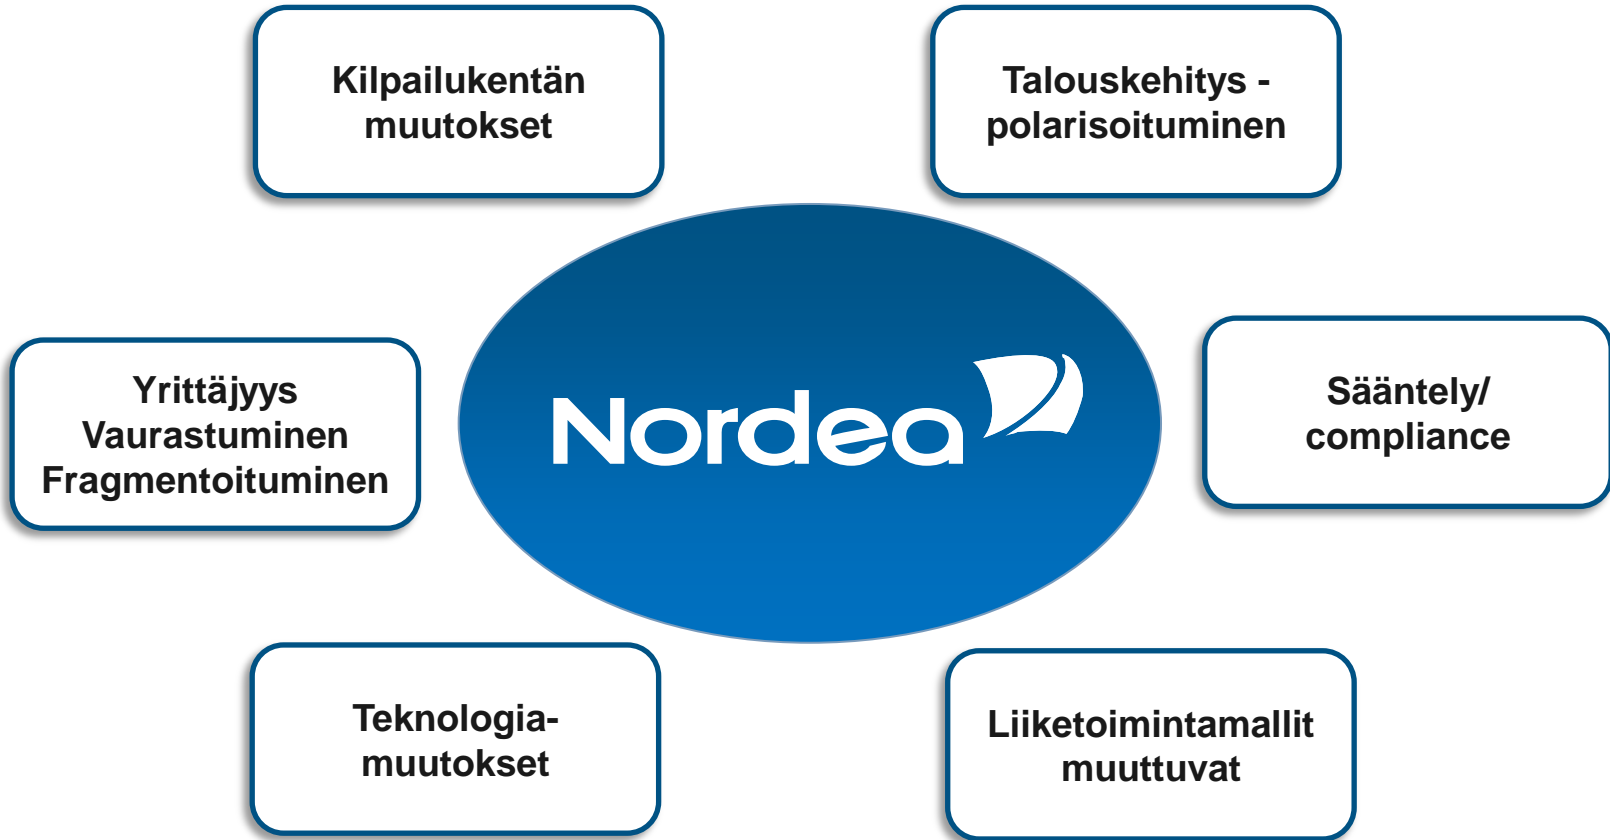 Kilpailukentän
muutokset
Talouskehitys -
polarisoituminen
Yrittäjyys
Vaurastuminen
Fragmentoituminen
Nordea
Sääntely/
compliance
Teknologia-
muutokset
Liiketoimintamallit
muuttuvat